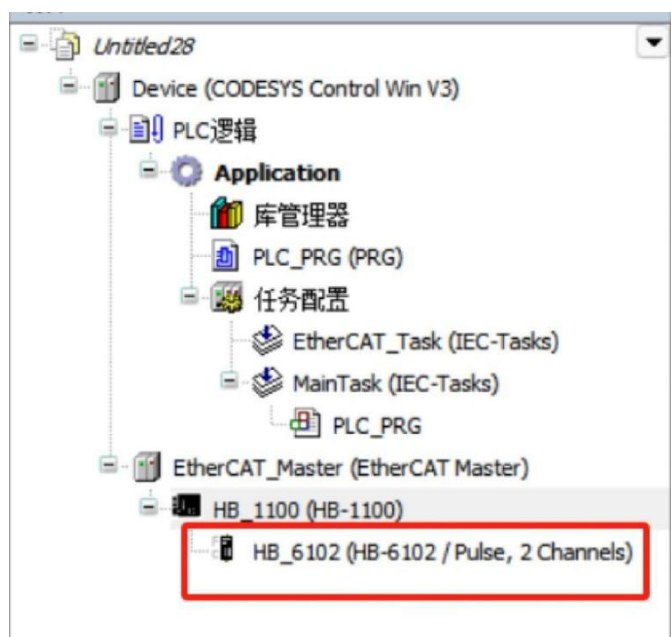 Untitled28
Device (CODESYS Control Win V3)
PLC逻辑
Application
库管理器
PLC_PRG (PRG)
任务配置
EtherCAT_Task (IEC-Tasks)
MainTask (IEC-Tasks)
PLC_PRG
EtherCAT_Master (EtherCAT Master)
HB_1100 (HB-1100)
HB_6102 (HB-6102 / Pulse, 2 Channels)